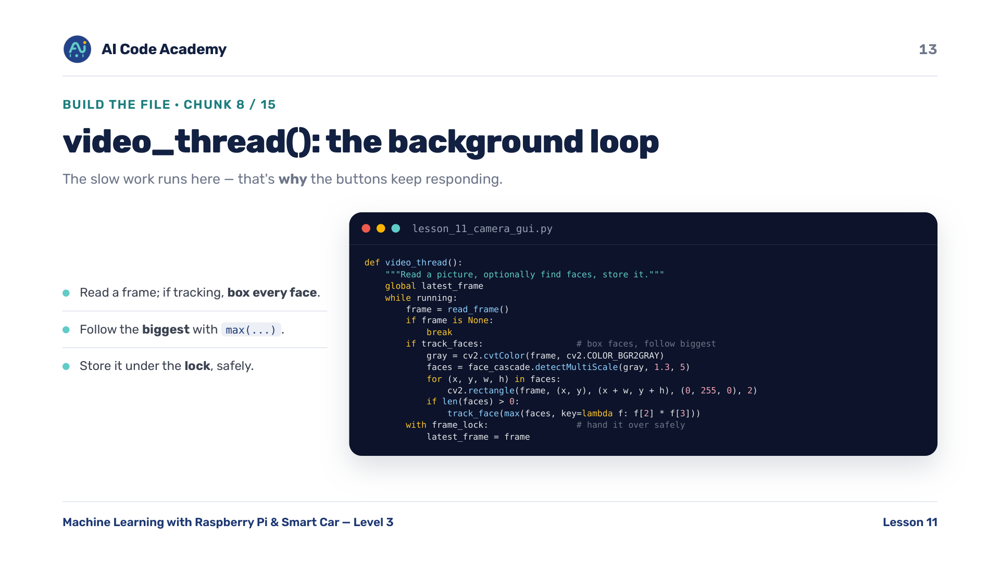 AI Code Academy
13
BUILD THE FILE • CHUNK 8 / 15
video_thread(): the background loop
The slow work runs here — that's why the buttons keep responding.
Read a frame; if tracking, box every face.
Follow the biggest with max(...).
Store it under the lock, safely.
lesson_11_camera_gui.py
def video_thread():
    """Read a picture, optionally find faces, store it."""
    global latest_frame
    while running:
        frame = read_frame()
        if frame is None:
            break
        if track_faces:                  # box faces, follow biggest
            gray = cv2.cvtColor(frame, cv2.COLOR_BGR2GRAY)
            faces = face_cascade.detectMultiScale(gray, 1.3, 5)
            for (x, y, w, h) in faces:
                cv2.rectangle(frame, (x, y), (x + w, y + h), (0, 255, 0), 2)
            if len(faces) > 0:
                track_face(max(faces, key=lambda f: f[2] * f[3]))
        with frame_lock:                 # hand it over safely
            latest_frame = frame
Machine Learning with Raspberry Pi & Smart Car — Level 3
Lesson 11